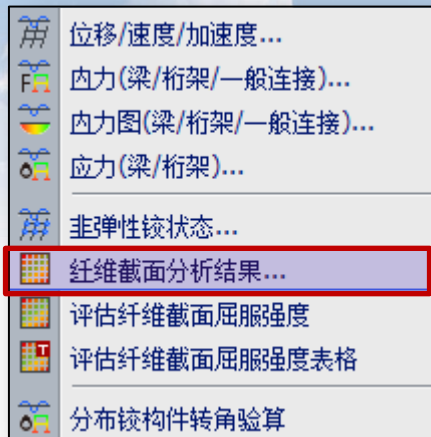 位移/速度/加速度...
内力(梁/桁架/一般连接)...
内力图(梁/桁架/一般连接)...
应力(梁/桁架)...
非弹性铰状态...
纤维截面分析结果...
评估纤维截面屈服强度
评估纤维截面屈服强度表格
分布铰构件转角验算